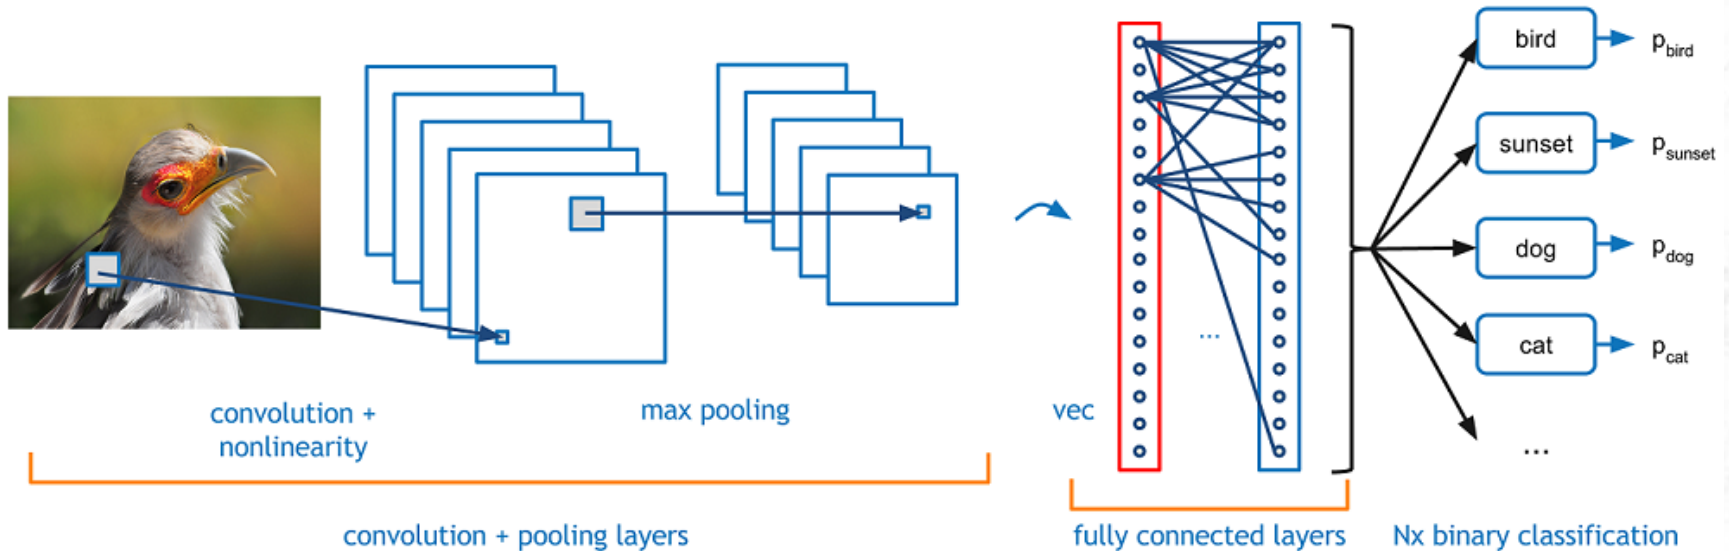 convolution +
nonlinearity
max pooling
vec
convolution + pooling layers
fully connected layers
Nx binary classification
bird
p_bird
sunset
p_sunset
dog
p_dog
cat
p_cat
...
...